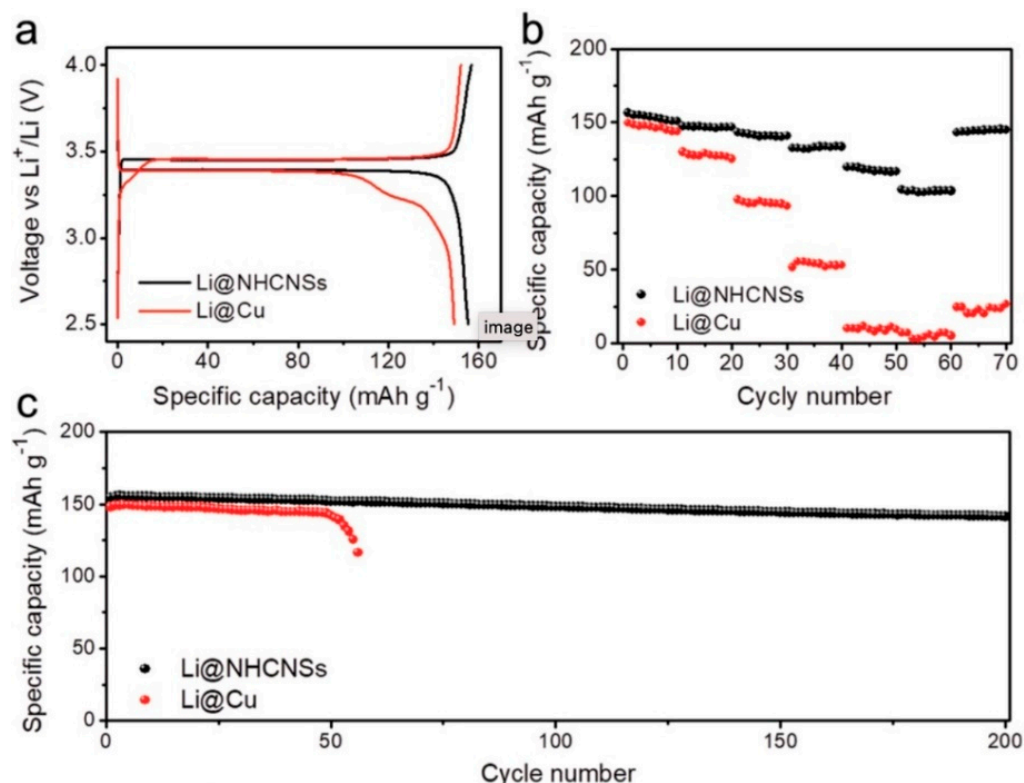 a
Voltage vs Li⁺/Li (V)
4.0
3.5
3.0
2.5
Li@NHCNSs
Li@Cu
0 40 80 120 160
Specific capacity (mAh g⁻¹)
image
b
Specific capacity (mAh g⁻¹)
200
150
100
50
0
Li@NHCNSs
Li@Cu
0 10 20 30 40 50 60 70
Cycly number
c
Specific capacity (mAh g⁻¹)
200
150
100
50
0
Li@NHCNSs
Li@Cu
0 50 100 150 200
Cycle number